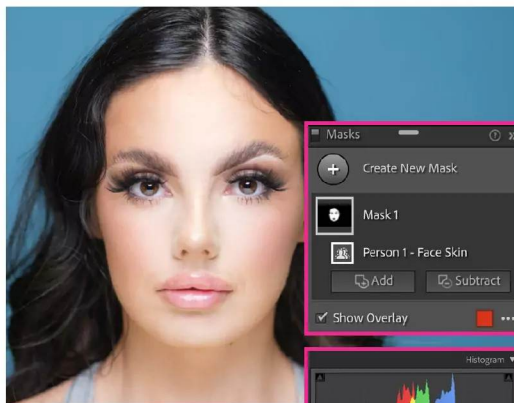 Masks
Create New Mask
Mask 1
Person 1 - Face Skin
Add
Subtract
Show Overlay
Histogram